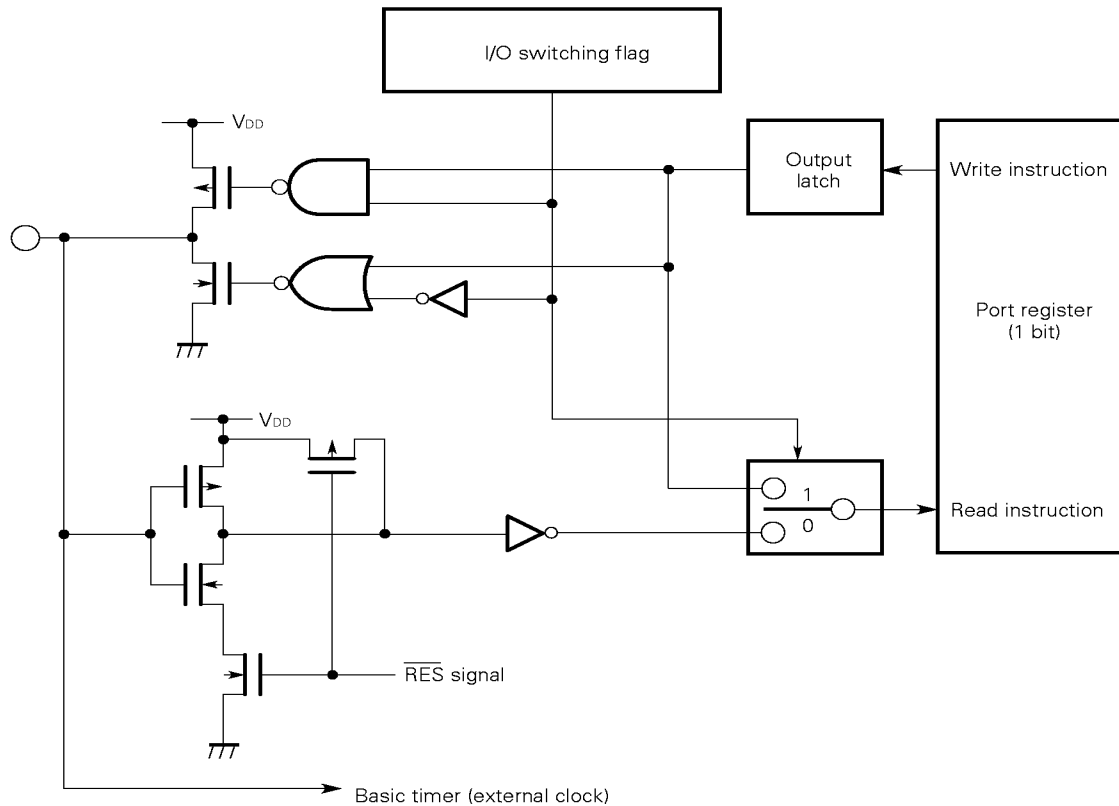 I/O switching flag
VDD
Output
latch
Write instruction
Port register
(1 bit)
VDD
1
0
Read instruction
RES signal
Basic timer (external clock)